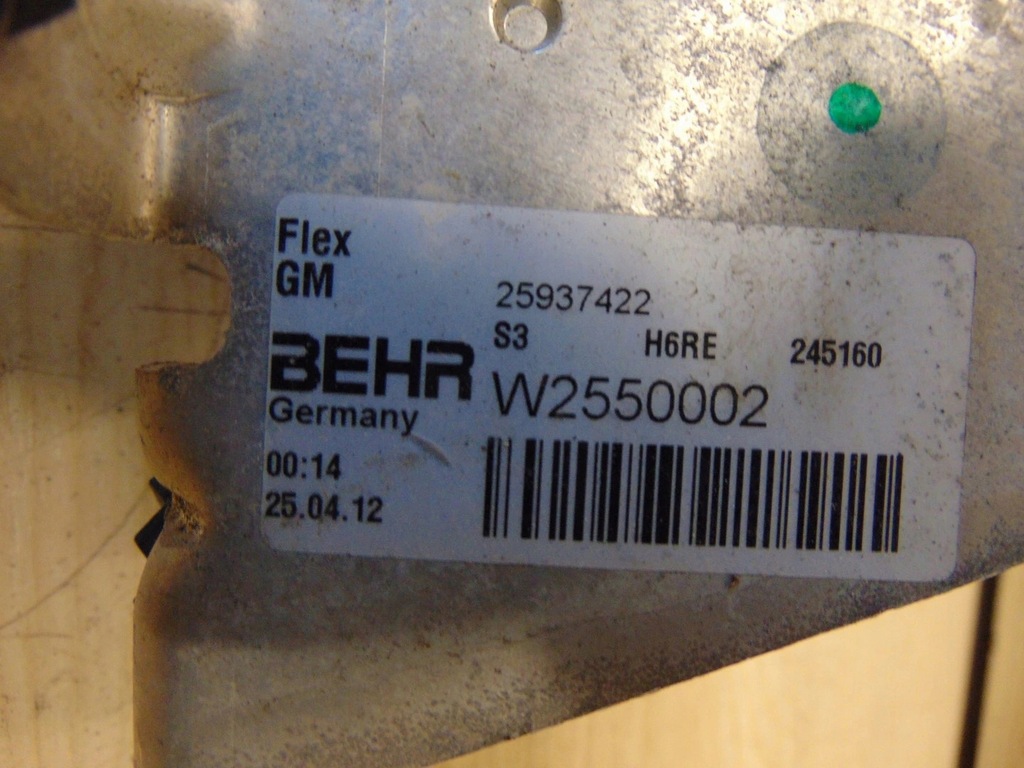 Flex
GM
25937422
S3 H6RE 245160
BEHR
W2550002
Germany
00:14
25.04.12